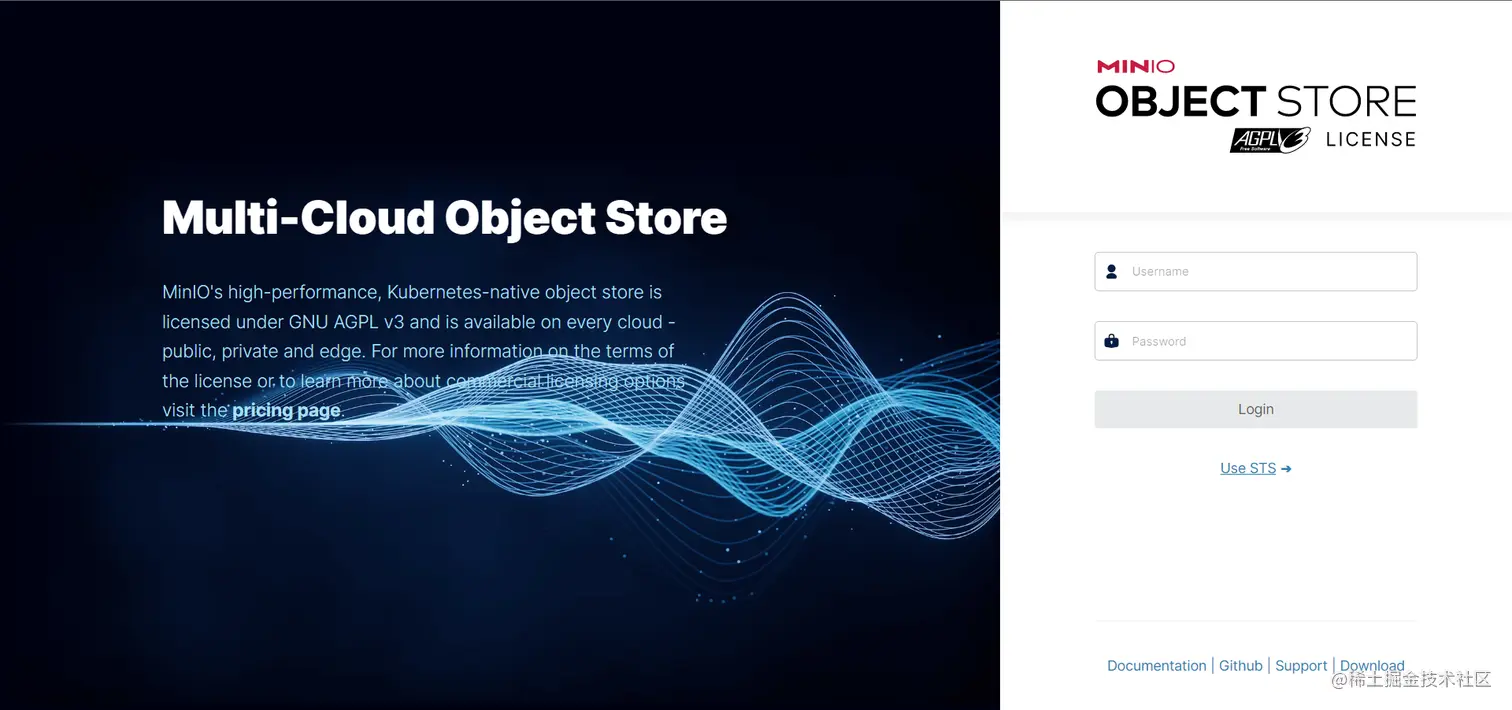 Multi-Cloud Object Store
MinIO's high-performance, Kubernetes-native object store is
licensed under GNU AGPL v3 and is available on every cloud -
public, private and edge. For more information on the terms of
the license or to learn more about commercial licensing options
visit the pricing page.
MINIO
OBJECT STORE
AGPL v3 LICENSE
Free Software
Username
Password
Login
Use STS ➔
Documentation | Github | Support | Download
@稀土掘金技术社区